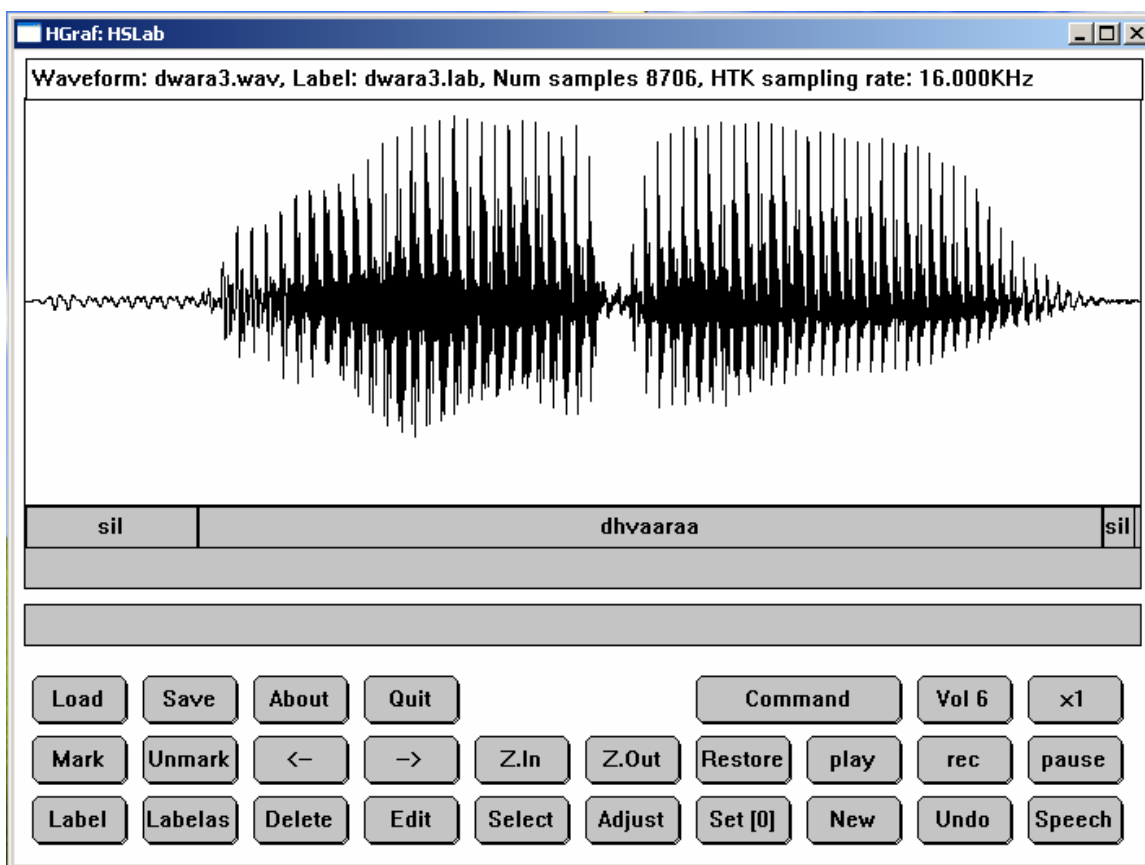 HGraf: HSLab
Waveform: dwara3.wav, Label: dwara3.lab, Num samples 8706, HTK sampling rate: 16.000KHz
sil dhvaaraa sil
Load Save About Quit Command Vol 6 x1
Mark Unmark <- -> Z.In Z.Out Restore play rec pause
Label Labelas Delete Edit Select Adjust Set [0] New Undo Speech